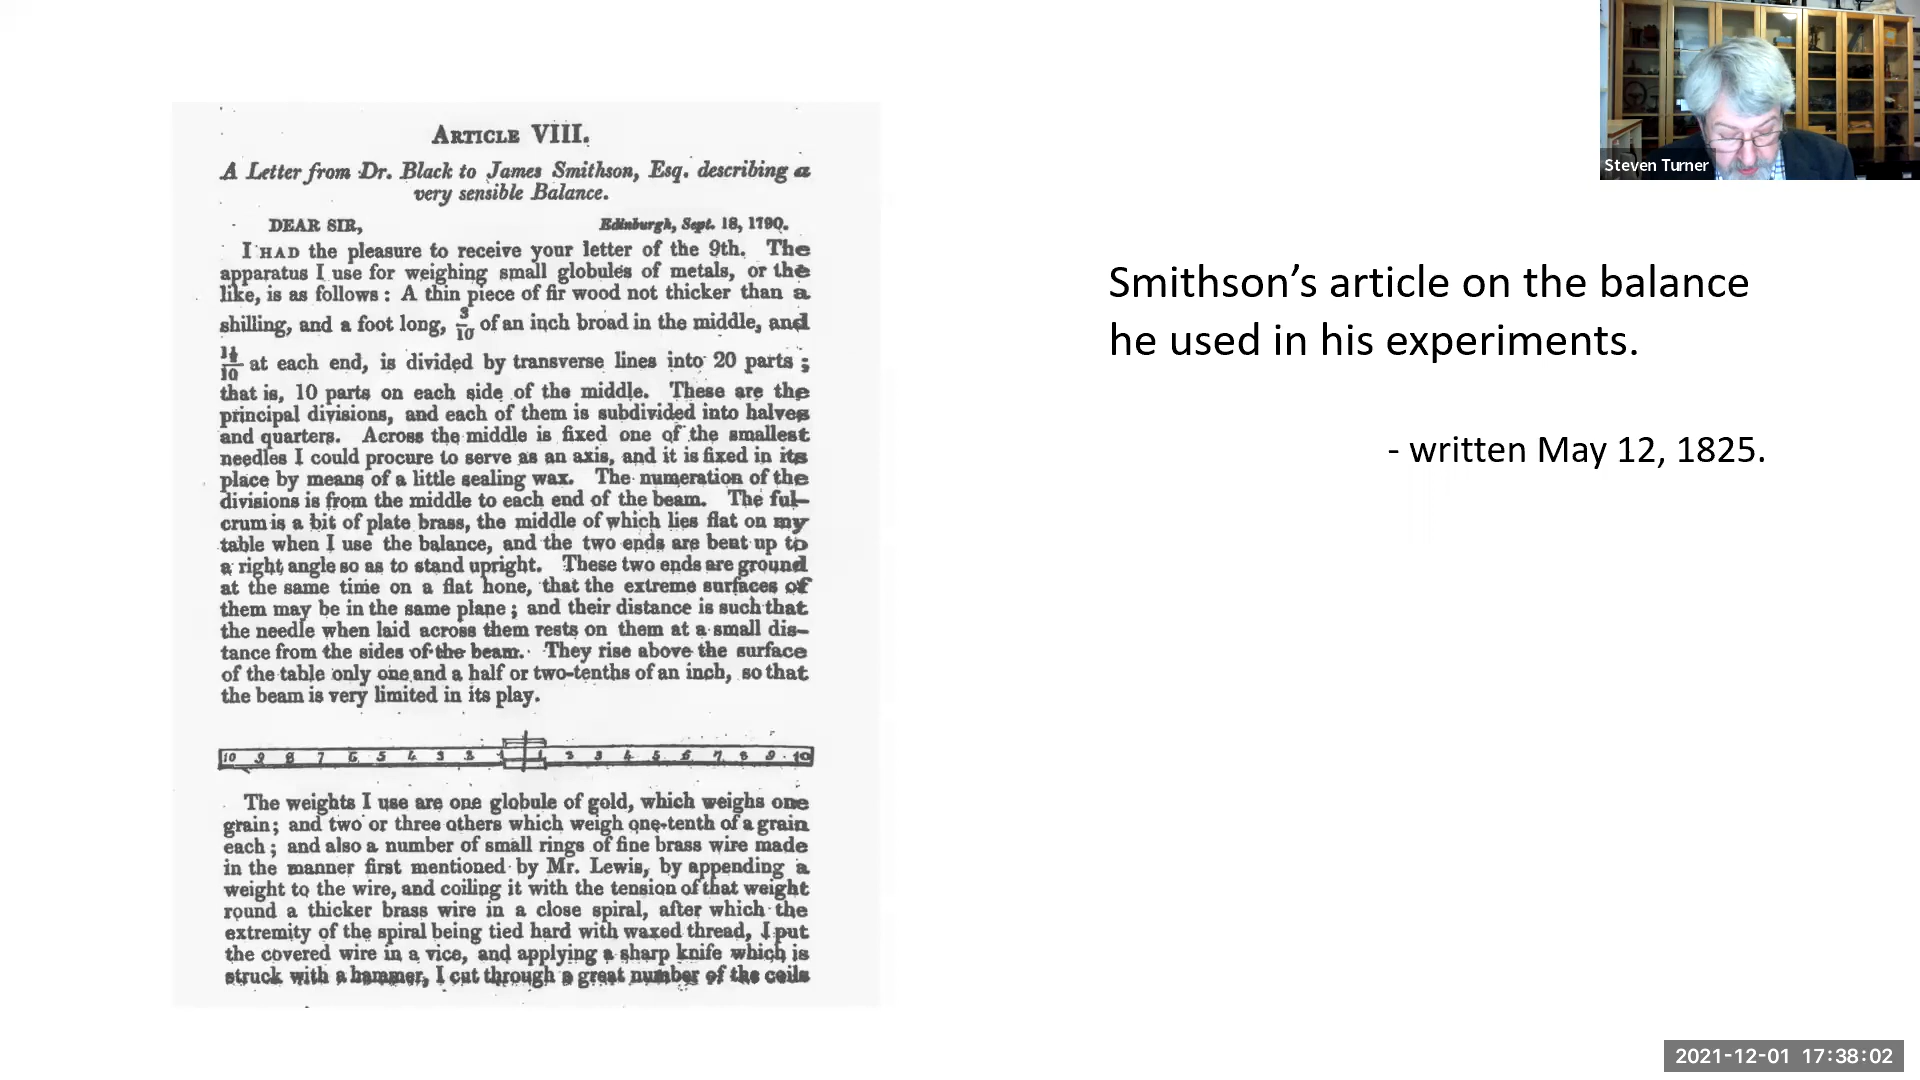 ARTICLE VIII.
A Letter from Dr. Black to James Smithson, Esq. describing a
very sensible Balance.
DEAR SIR, Edinburgh, Sept. 18, 1790.
I HAD the pleasure to receive your letter of the 9th. The
apparatus I use for weighing small globules of metals, or the
like, is as follows: A thin piece of fir wood not thicker than a
shilling, and a foot long, 3/10 of an inch broad in the middle, and
1½/10 at each end, is divided by transverse lines into 20 parts;
that is, 10 parts on each side of the middle. These are the
principal divisions, and each of them is subdivided into halves
and quarters. Across the middle is fixed one of the smallest
needles I could procure to serve as an axis, and it is fixed in its
place by means of a little sealing wax. The numeration of the
divisions is from the middle to each end of the beam. The ful-
crum is a bit of plate brass, the middle of which lies flat on my
table when I use the balance, and the two ends are bent up to
a right angle so as to stand upright. These two ends are ground
at the same time on a flat hone, that the extreme surfaces of
them may be in the same plane; and their distance is such that
the needle when laid across them rests on them at a small dis-
tance from the sides of the beam. They rise above the surface
of the table only one and a half or two-tenths of an inch, so that
the beam is very limited in its play.
10 9 8 7 6 5 4 3 2 1 1 2 3 4 5 6 7 8 9 10
The weights I use are one globule of gold, which weighs one
grain; and two or three others which weigh one-tenth of a grain
each; and also a number of small rings of fine brass wire made
in the manner first mentioned by Mr. Lewis, by appending a
weight to the wire, and coiling it with the tension of that weight
round a thicker brass wire in a close spiral, after which the
extremity of the spiral being tied hard with waxed thread, I put
the covered wire in a vice, and applying a sharp knife which is
struck with a hammer, I cut through a great number of the coils
Smithson’s article on the balance
he used in his experiments.
- written May 12, 1825.
Steven Turner
2021-12-01 17:38:02